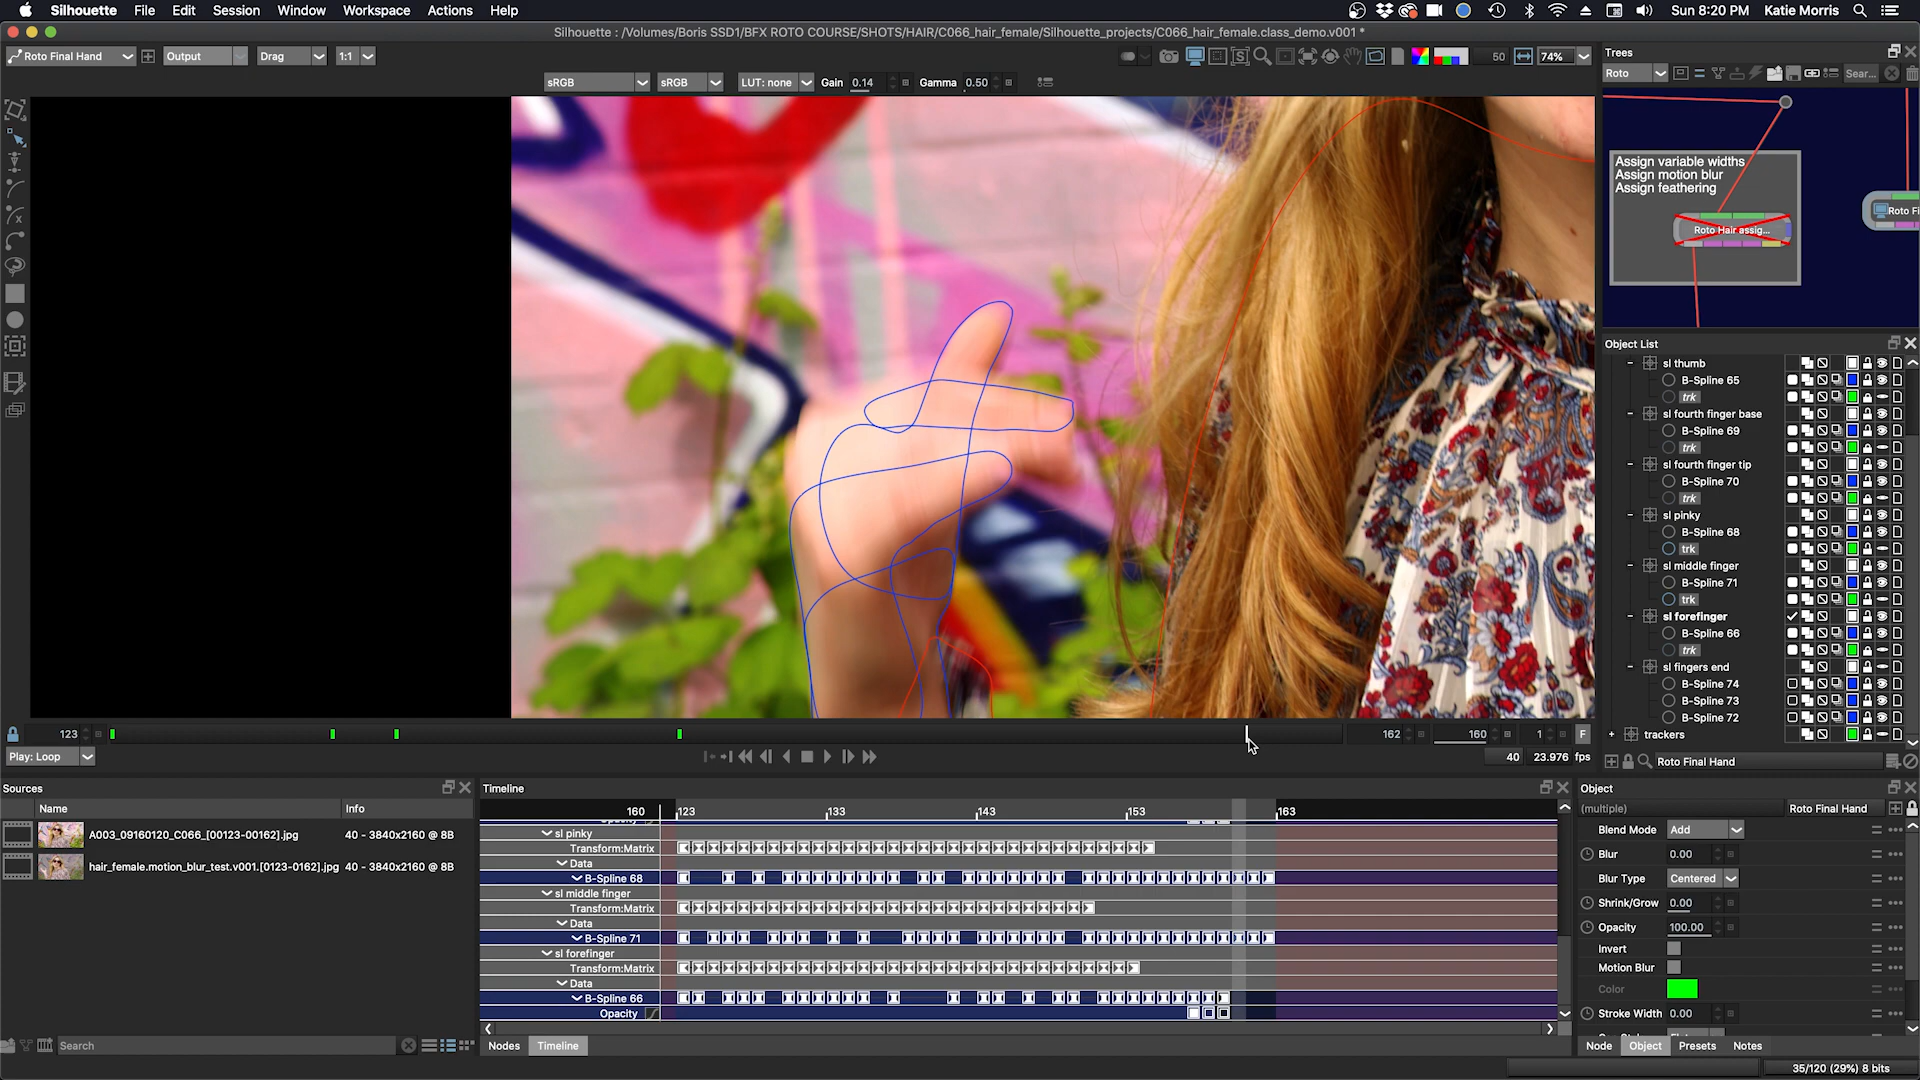 Silhouette File Edit Session Window Workspace Actions Help
Sun 8:20 PM Katie Morris
Silhouette : /Volumes/Boris SSD1/BFX ROTO COURSE/SHOTS/HAIR/C066_hair_female/Silhouette_projects/C066_hair_female.class_demo.v001 *
Roto Final Hand Output Drag 1:1 50 74%
sRGB sRGB LUT: none Gain 0.14 Gamma 0.50
Trees
Roto Sear...
Assign variable widths
Assign motion blur
Assign feathering
Roto Hair assig...
Roto Fi
Object List
sl thumb
B-Spline 65
trk
sl fourth finger base
B-Spline 69
trk
sl fourth finger tip
B-Spline 70
trk
sl pinky
B-Spline 68
trk
sl middle finger
B-Spline 71
trk
sl forefinger
B-Spline 66
trk
sl fingers end
B-Spline 74
B-Spline 73
B-Spline 72
trackers
Roto Final Hand
123 162 160 1 F
Play: Loop 40 23.976 fps
Sources
Name Info
A003_09160120_C066_[00123-00162].jpg 40 - 3840x2160 @ 8B
hair_female.motion_blur_test.v001.[0123-0162].jpg 40 - 3840x2160 @ 8B
Search
Timeline
160 123 133 143 153 163
sl pinky
Transform:Matrix
Data
B-Spline 68
sl middle finger
Transform:Matrix
Data
B-Spline 71
sl forefinger
Transform:Matrix
Data
B-Spline 66
Opacity
Nodes Timeline
Object
(multiple) Roto Final Hand
Blend Mode Add
Blur 0.00
Blur Type Centered
Shrink/Grow 0.00
Opacity 100.00
Invert
Motion Blur
Color
Stroke Width 0.00
Node Object Presets Notes
35/120 (29%) 8 bits